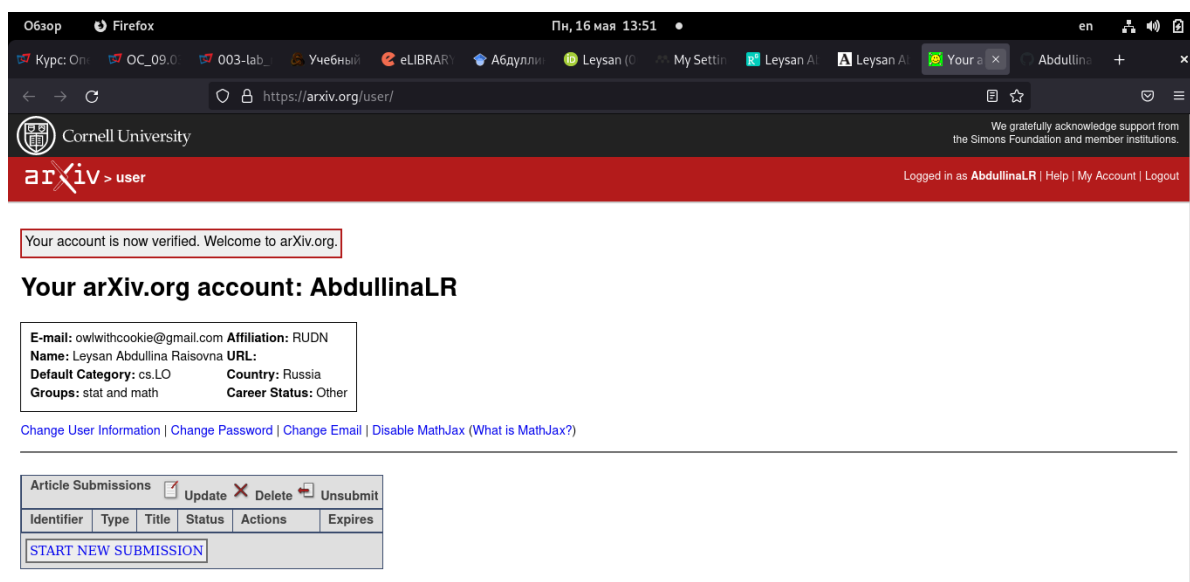 Обзор Firefox Пн, 16 мая 13:51 en
Курс: Опе ОС_09.0 003-lab_ Учебный eLIBRARY Абдулли Leysan (0 My Settin Leysan Al Leysan Al Your a Abdullina
https://arxiv.org/user/
Cornell University
We gratefully acknowledge support from
the Simons Foundation and member institutions.
arXiv > user
Logged in as AbdullinaLR | Help | My Account | Logout
Your account is now verified. Welcome to arXiv.org.
Your arXiv.org account: AbdullinaLR
E-mail: owlwithcookie@gmail.com Affiliation: RUDN
Name: Leysan Abdullina Raisovna URL:
Default Category: cs.LO Country: Russia
Groups: stat and math Career Status: Other
Change User Information | Change Password | Change Email | Disable MathJax (What is MathJax?)
Article Submissions Update Delete Unsubmit
Identifier Type Title Status Actions Expires
START NEW SUBMISSION